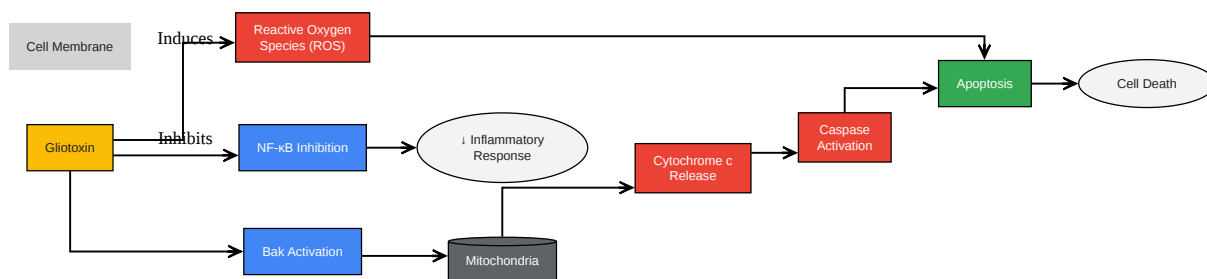 Cell Membrane
Induces
Reactive Oxygen
Species (ROS)
Apoptosis
Cell Death
Gliotoxin
Inhibits
NF-κB Inhibition
↓ Inflammatory
Response
Cytochrome c
Release
Caspase
Activation
Bak Activation
Mitochondria